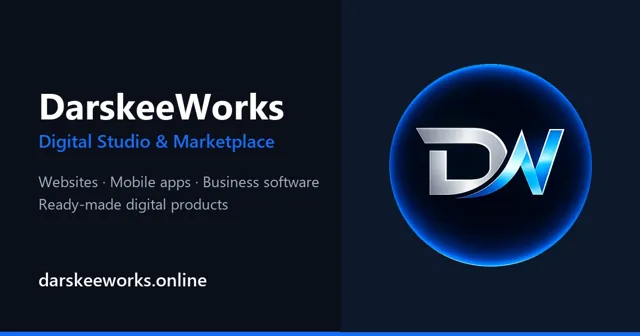 DarskeeWorks
Digital Studio & Marketplace
Websites · Mobile apps · Business software
Ready-made digital products
darskeeworks.online
DW